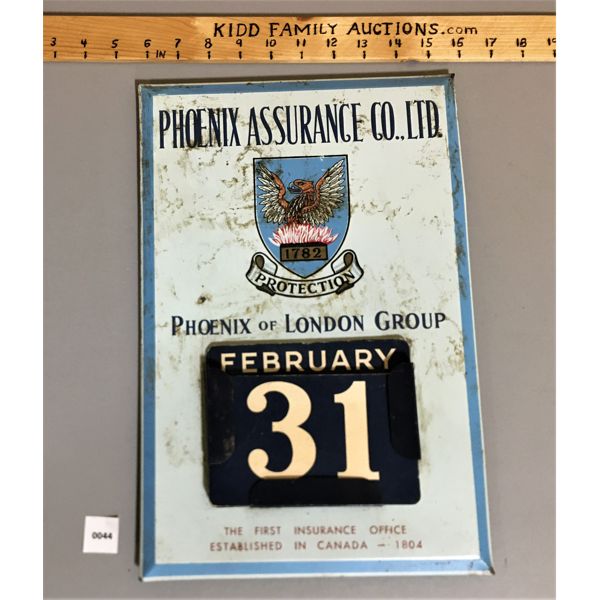 KIDD FAMILY AUCTIONS.com
3 4 5 6 IN 7 8 9 10 11 12 13 14 15 16 17 18 19
PHOENIX ASSURANCE CO., LTD.
1782
PROTECTION
PHOENIX OF LONDON GROUP
FEBRUARY
31
THE FIRST INSURANCE OFFICE
ESTABLISHED IN CANADA – 1804
0044